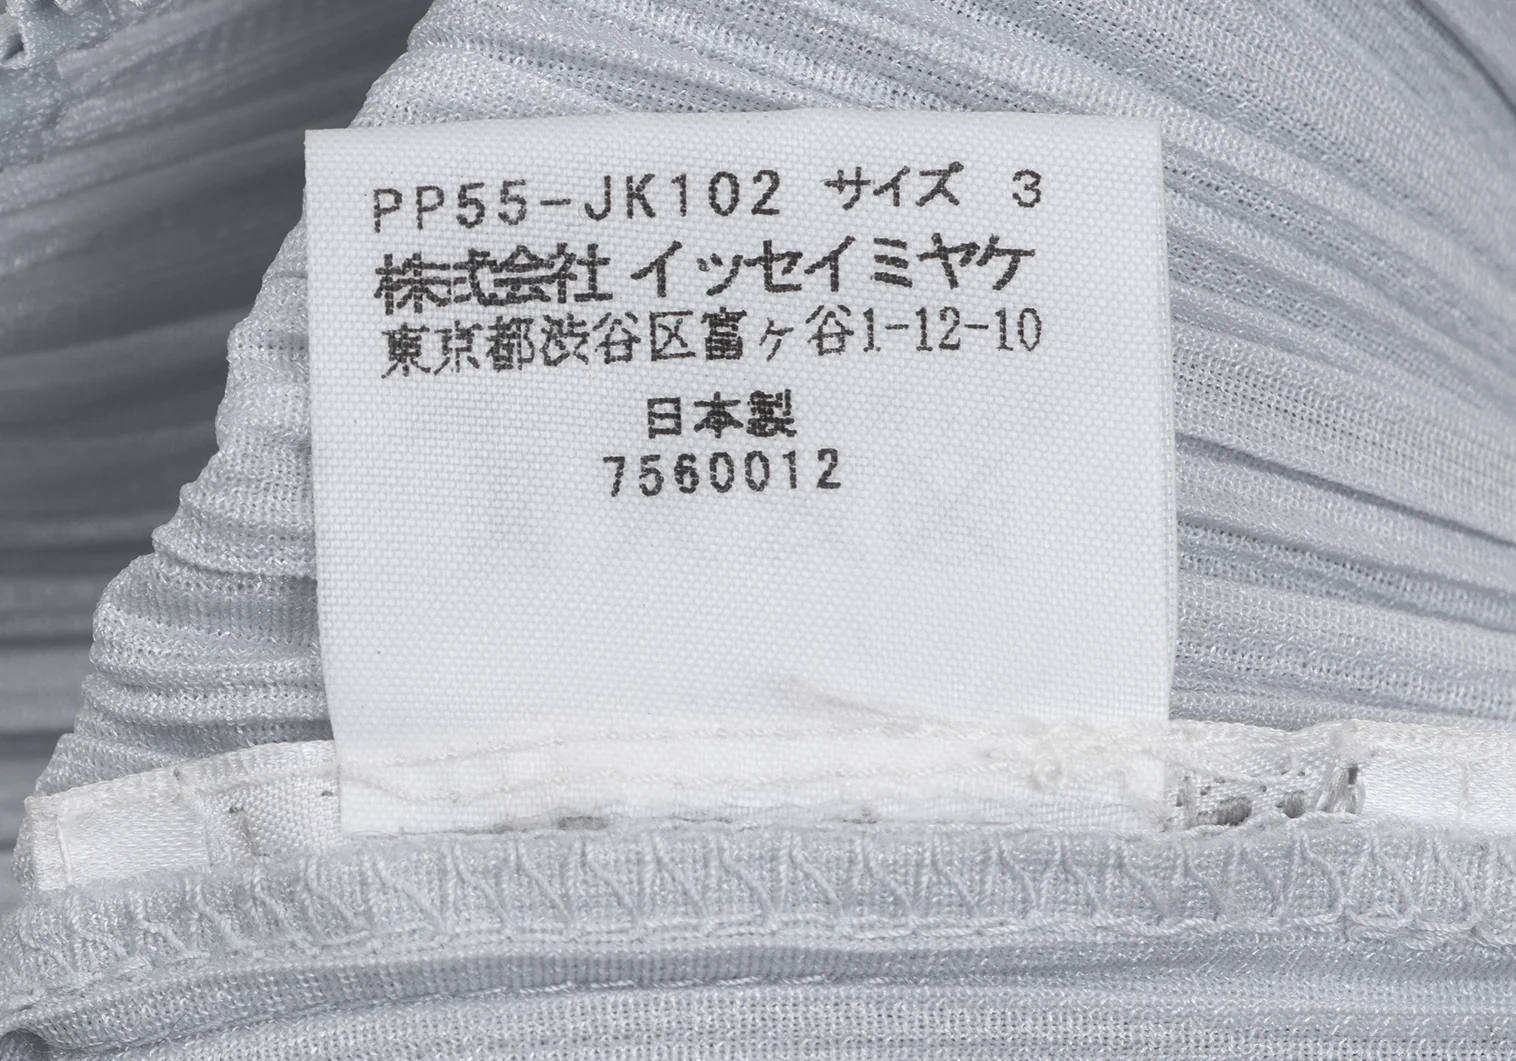 PP55-JK102 サイズ 3
株式会社 イッセイミヤケ
東京都渋谷区富ヶ谷1-12-10
日本製
7560012